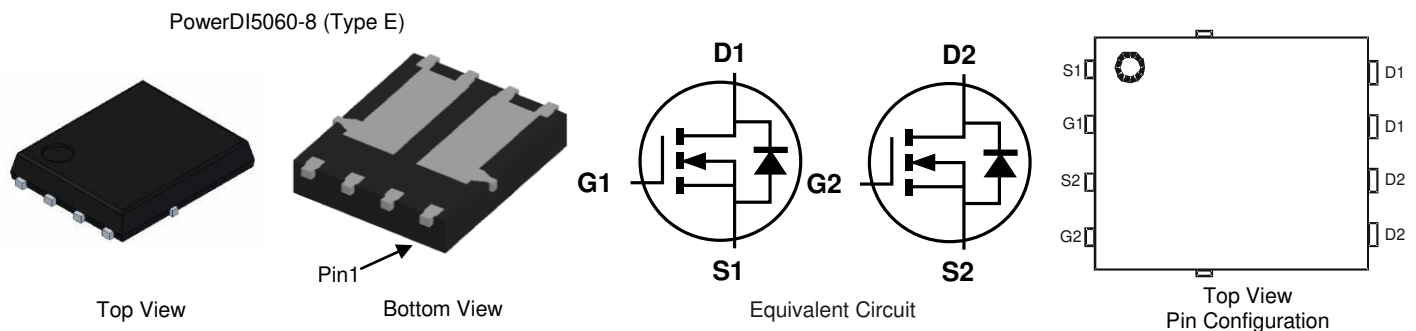 PowerDI5060-8 (Type E)
Pin1
Top View
Bottom View
D1
G1
S1
D2
G2
S2
Equivalent Circuit
S1
G1
S2
G2
D1
D1
D2
D2
Top View
Pin Configuration